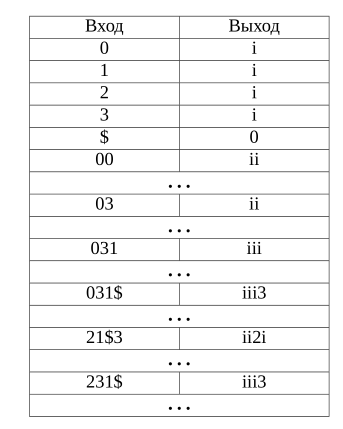 Вход Выход
0 i
1 i
2 i
3 i
$ 0
00 ii
...
03 ii
...
031 iii
...
031$ iii3
...
21$3 ii2i
...
231$ iii3
...